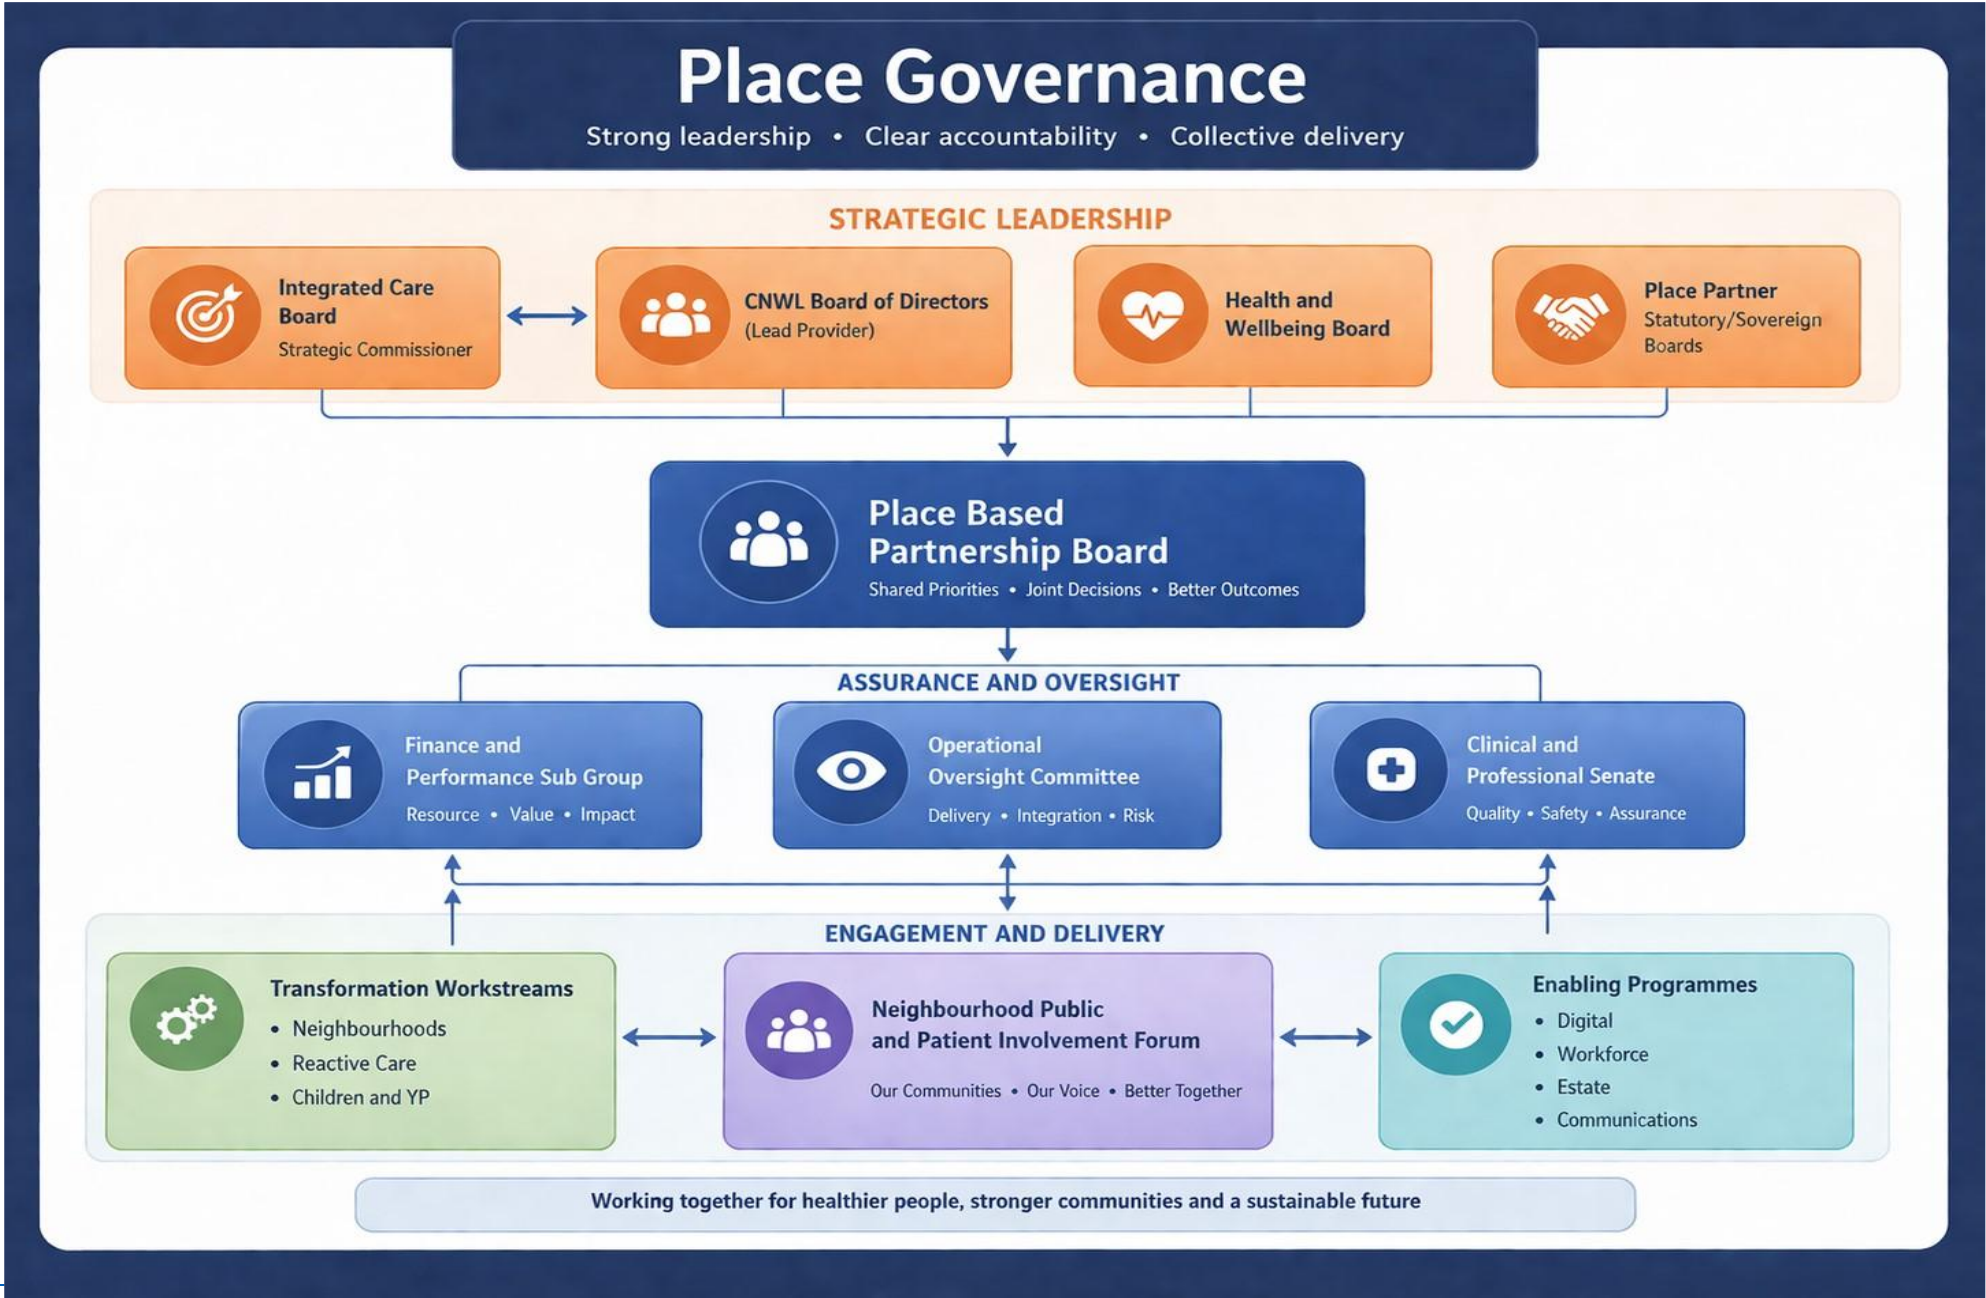 Place Governance
Strong leadership • Clear accountability • Collective delivery
STRATEGIC LEADERSHIP
Integrated Care
Board
Strategic Commissioner
CNWL Board of Directors
(Lead Provider)
Health and
Wellbeing Board
Place Partner
Statutory/Sovereign
Boards
Place Based
Partnership Board
Shared Priorities • Joint Decisions • Better Outcomes
ASSURANCE AND OVERSIGHT
Finance and
Performance Sub Group
Resource • Value • Impact
Operational
Oversight Committee
Delivery • Integration • Risk
Clinical and
Professional Senate
Quality • Safety • Assurance
ENGAGEMENT AND DELIVERY
Transformation Workstreams
• Neighbourhoods
• Reactive Care
• Children and YP
Neighbourhood Public
and Patient Involvement Forum
Our Communities • Our Voice • Better Together
Enabling Programmes
• Digital
• Workforce
• Estate
• Communications
Working together for healthier people, stronger communities and a sustainable future